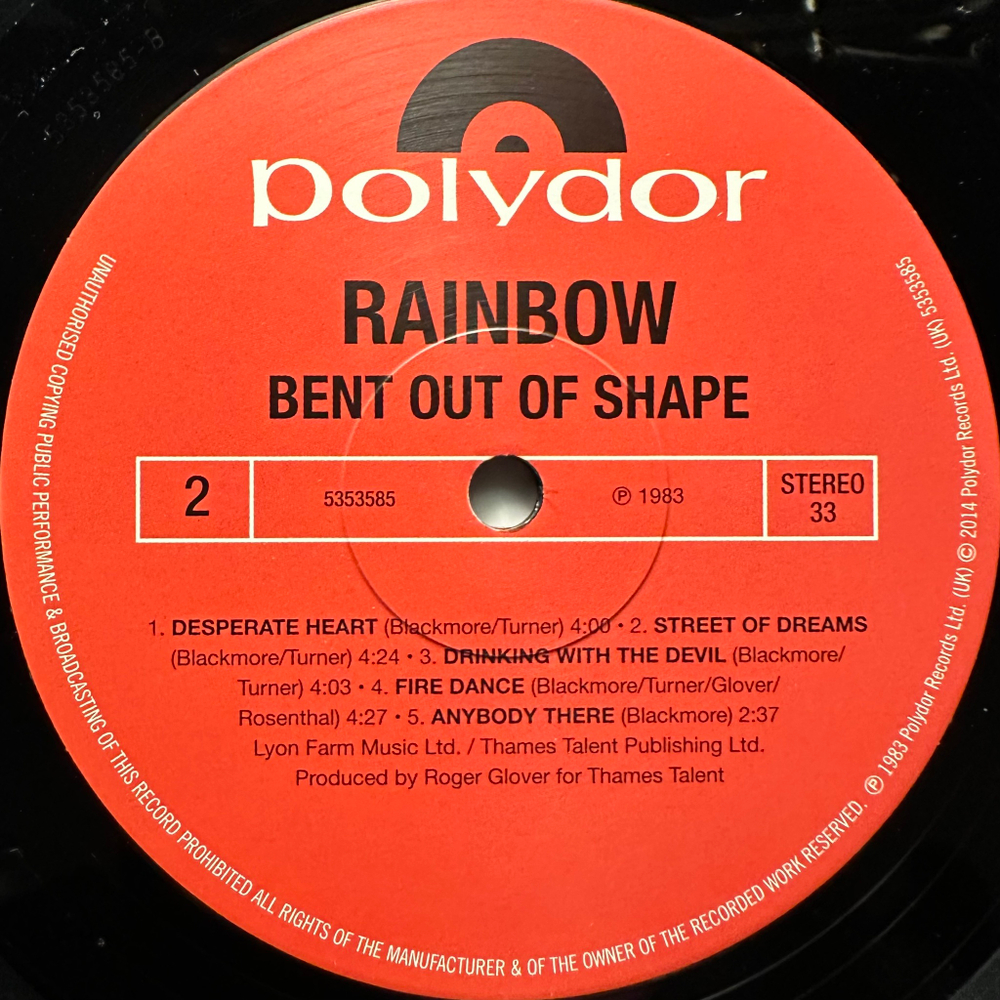 polydor
RAINBOW
BENT OUT OF SHAPE
2
5353585
℗ 1983
STEREO
33
1. DESPERATE HEART (Blackmore/Turner) 4:00 • 2. STREET OF DREAMS
(Blackmore/Turner) 4:24 • 3. DRINKING WITH THE DEVIL (Blackmore/
Turner) 4:03 • 4. FIRE DANCE (Blackmore/Turner/Glover/
Rosenthal) 4:27 • 5. ANYBODY THERE (Blackmore) 2:37
Lyon Farm Music Ltd. / Thames Talent Publishing Ltd.
Produced by Roger Glover for Thames Talent
UNAUTHORISED COPYING PUBLIC PERFORMANCE & BROADCASTING OF THIS RECORD PROHIBITED ALL RIGHTS OF THE MANUFACTURER & OF THE OWNER OF THE RECORDED WORK RESERVED. ℗ 1983 Polydor Records Ltd. (UK) © 2014 Polydor Records Ltd. (UK) 5353585
5353585-B